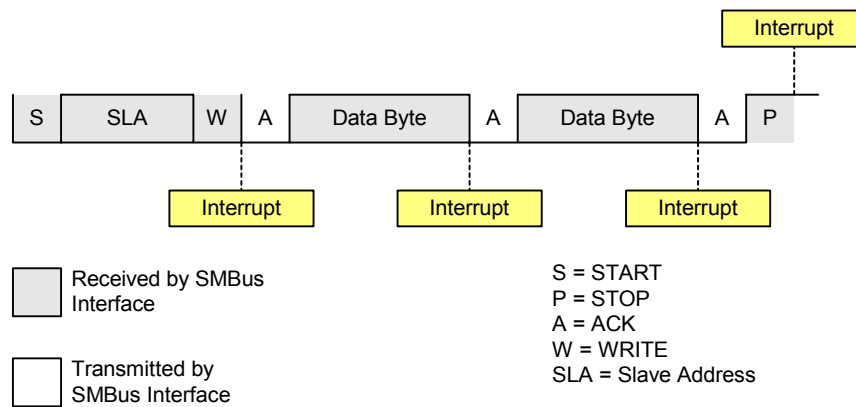 Interrupt
S SLA W A Data Byte A Data Byte A P
Interrupt Interrupt Interrupt
Received by SMBus
Interface
Transmitted by
SMBus Interface
S = START
P = STOP
A = ACK
W = WRITE
SLA = Slave Address